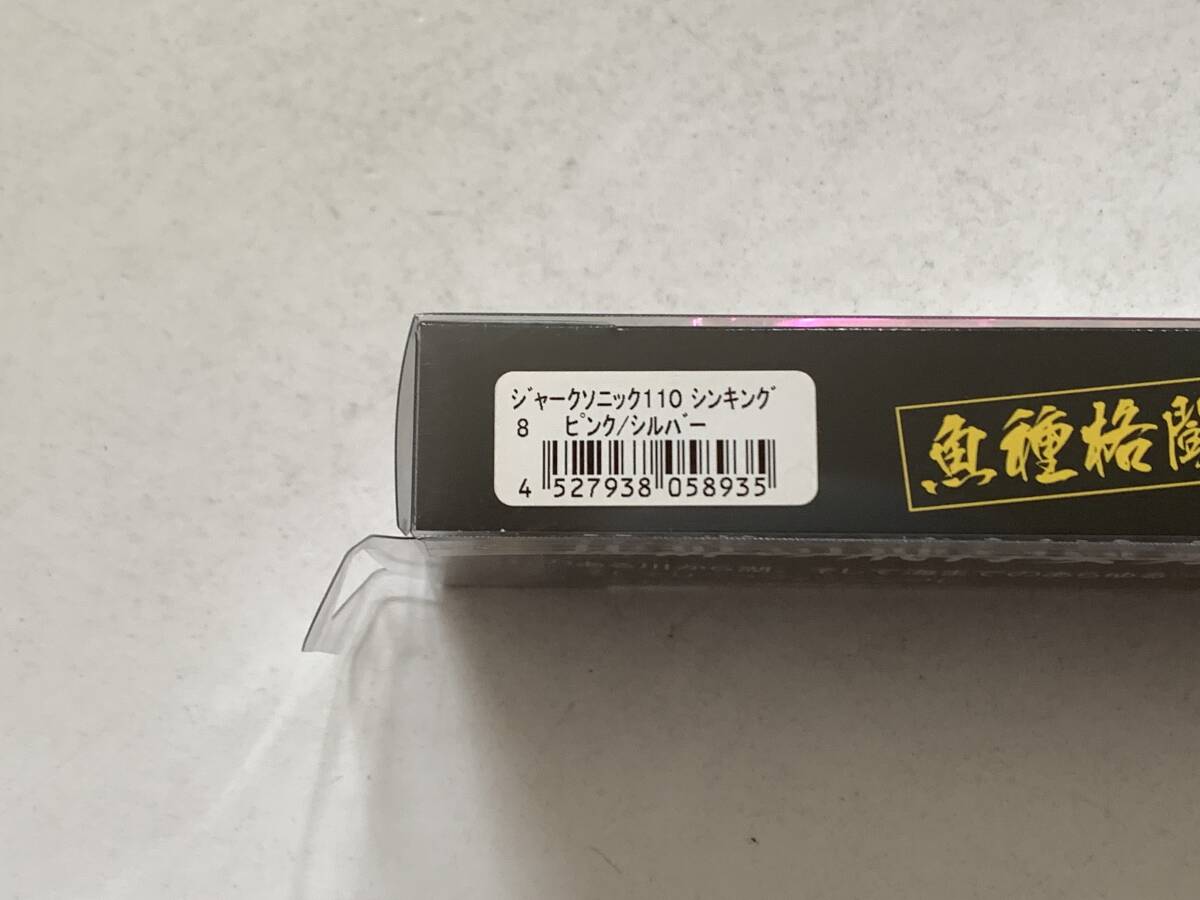 ジャークソニック110 シンキング
8 ピンク/シルバー
4 527938 058935
魚種格闘